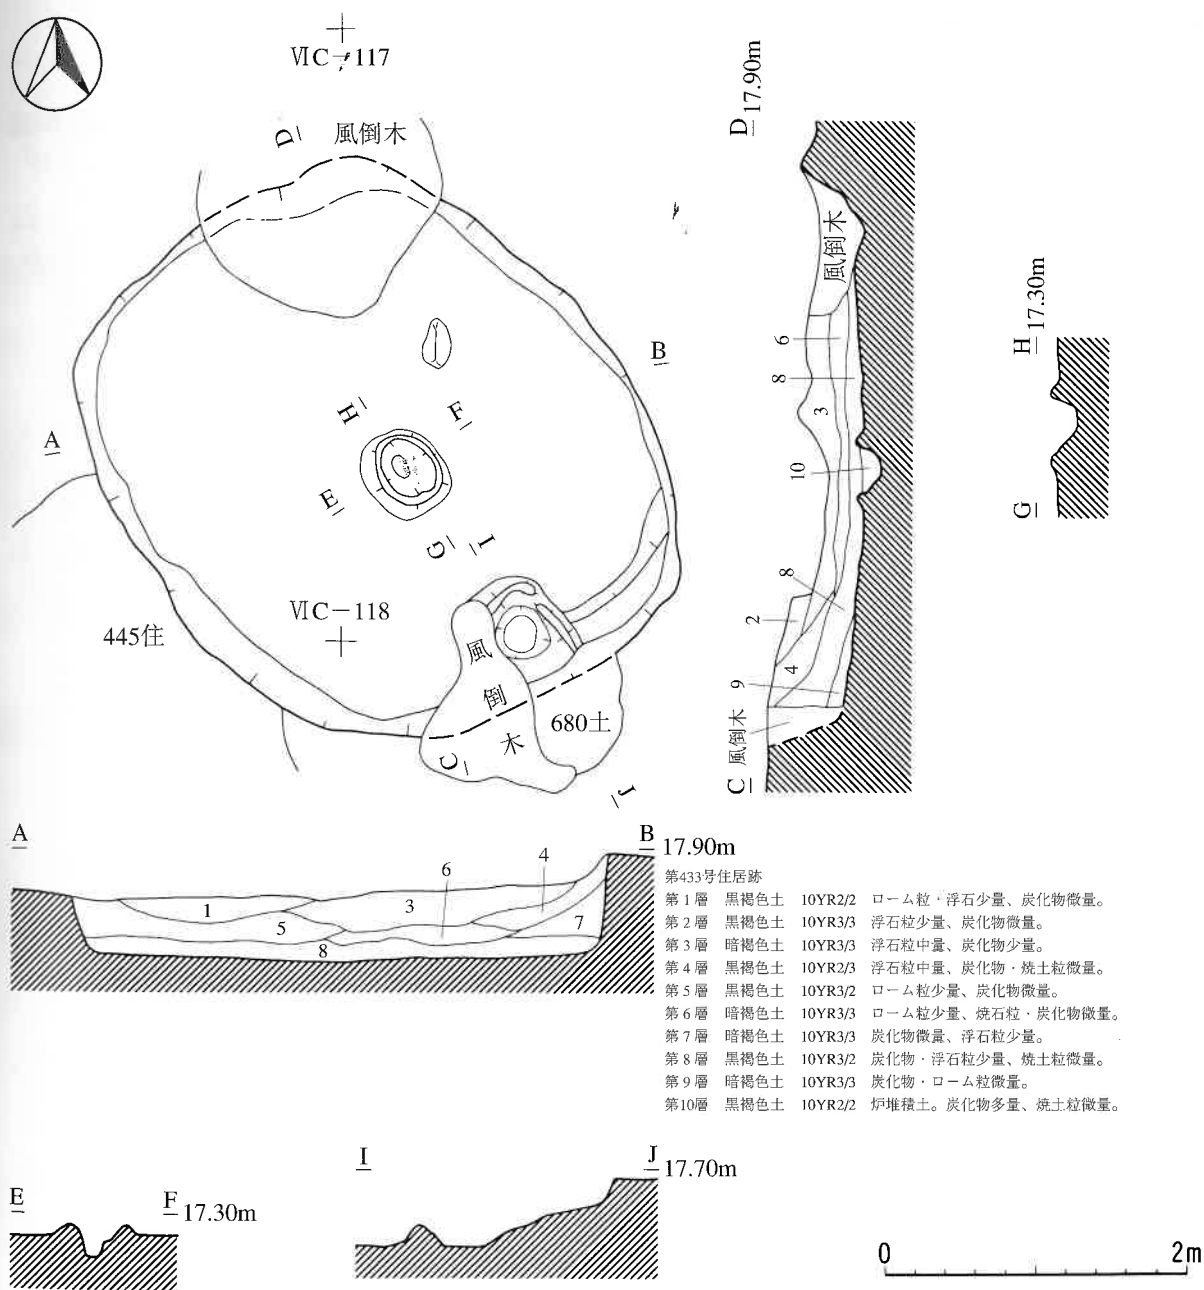 ⅥC-117
D 風倒木
D 17.90m
風倒木
H 17.30m
A
B
H F
E
G I
6
8
3
10
G
ⅥC-118
445住
風倒木
680土
8
2
4
9
C
J
C 風倒木
A
B 17.90m
1
3
4
5
6
7
8
第433号住居跡
第1層 黒褐色土 10YR2/2 ローム粒・浮石少量、炭化物微量。
第2層 黒褐色土 10YR3/3 浮石粒少量、炭化物微量。
第3層 暗褐色土 10YR3/3 浮石粒中量、炭化物少量。
第4層 黒褐色土 10YR2/3 浮石粒中量、炭化物・焼土粒微量。
第5層 黒褐色土 10YR3/2 ローム粒少量、炭化物微量。
第6層 暗褐色土 10YR3/3 ローム粒少量、焼石粒・炭化物微量。
第7層 暗褐色土 10YR3/3 炭化物微量、浮石粒少量。
第8層 黒褐色土 10YR3/2 炭化物・浮石粒少量、焼土粒微量。
第9層 暗褐色土 10YR3/3 炭化物・ローム粒微量。
第10層 黒褐色土 10YR2/2 炉堆積土。炭化物多量、焼土粒微量。
E
F 17.30m
I
J 17.70m
0 2m